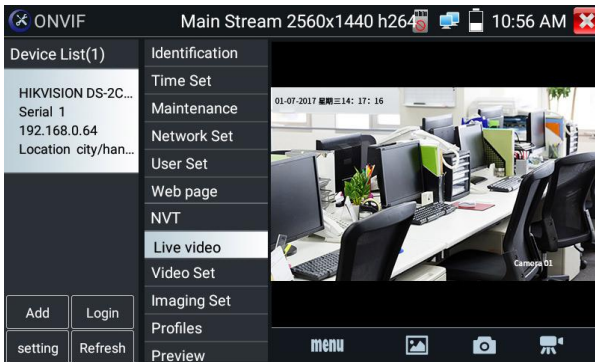 ONVIF
Main Stream 2560x1440 h264
10:56 AM
Device List(1)
HIKVISION DS-2C...
Serial 1
192.168.0.64
Location city/han...
Add
Login
setting
Refresh
Identification
Time Set
Maintenance
Network Set
User Set
Web page
NVT
Live video
Video Set
Imaging Set
Profiles
Preview
01-07-2017 星期三14：17：16
Camera 01
menu